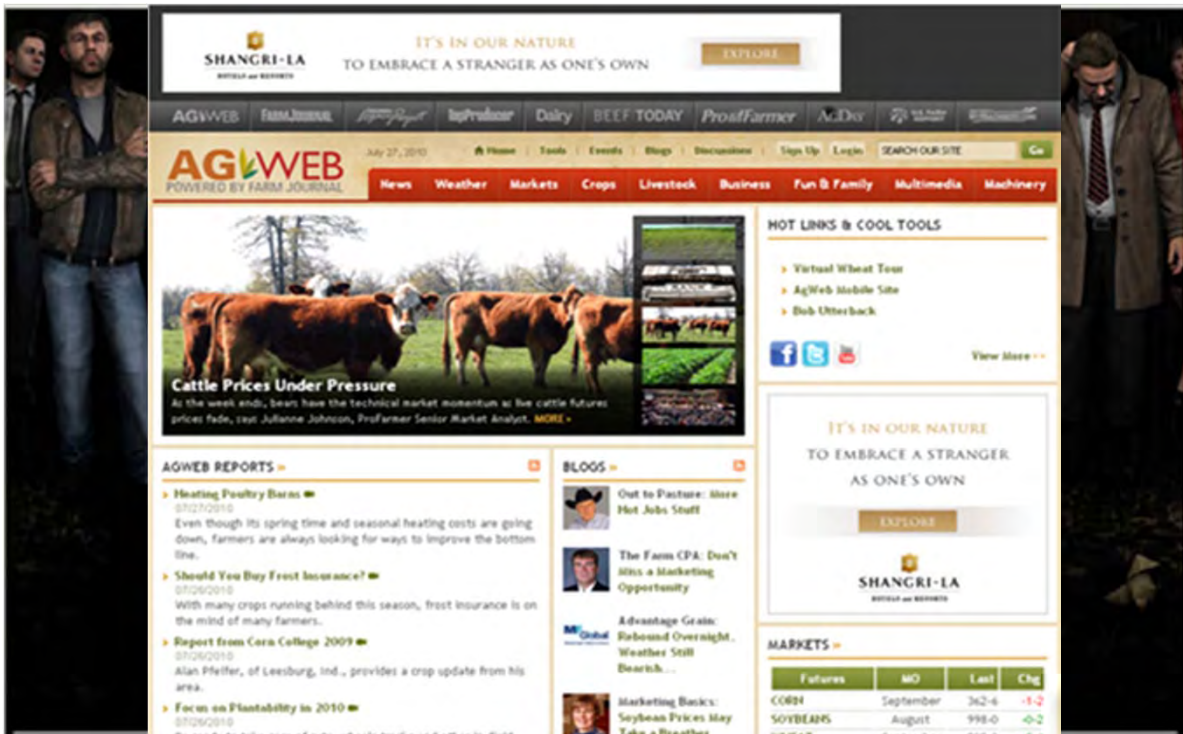 SHANGRI-LA
HOTELS and RESORTS
IT'S IN OUR NATURE
TO EMBRACE A STRANGER AS ONE'S OWN
EXPLORE
AGWEB FARM JOURNAL TopProducer Dairy BEEF TODAY ProFarmer AgDay
AGWEB
POWERED BY FARM JOURNAL
July 27, 2010
Home Tools Events Blogs Discussions Sign Up Login SEARCH OUR SITE Go
News Weather Markets Crops Livestock Business Fun & Family Multimedia Machinery
Cattle Prices Under Pressure
As the week ends, bears have the technical market momentum as live cattle futures
prices fade, says Julianne Johnson, ProFarmer Senior Market Analyst. MORE »
HOT LINKS & COOL TOOLS
Virtual Wheat Tour
AgWeb Mobile Site
Bob Utterback
View More
AGWEB REPORTS »
Heating Poultry Barns
07/27/2010
Even though its spring time and seasonal heating costs are going
down, farmers are always looking for ways to improve the bottom
line.
Should You Buy Frost Insurance?
07/26/2010
With many crops running behind this season, frost insurance is on
the mind of many farmers.
Report from Corn College 2009
07/26/2010
Alan Pfeifer, of Leesburg, Ind., provides a crop update from his
area.
Focus on Plantability in 2010
07/26/2010
BLOGS »
Out to Pasture: More
Hot Jobs Stuff
The Farm CPA: Don't
Miss a Marketing
Opportunity
MF Global
Advantage Grain:
Rebound Overnight,
Weather Still
Bearish...
Marketing Basics:
Soybean Prices May
Take a Breather
IT'S IN OUR NATURE
TO EMBRACE A STRANGER
AS ONE'S OWN
EXPLORE
SHANGRI-LA
HOTELS and RESORTS
MARKETS »
Futures MO Last Chg
CORN September 362-6 -1-2
SOYBEANS August 998-0 -0-2